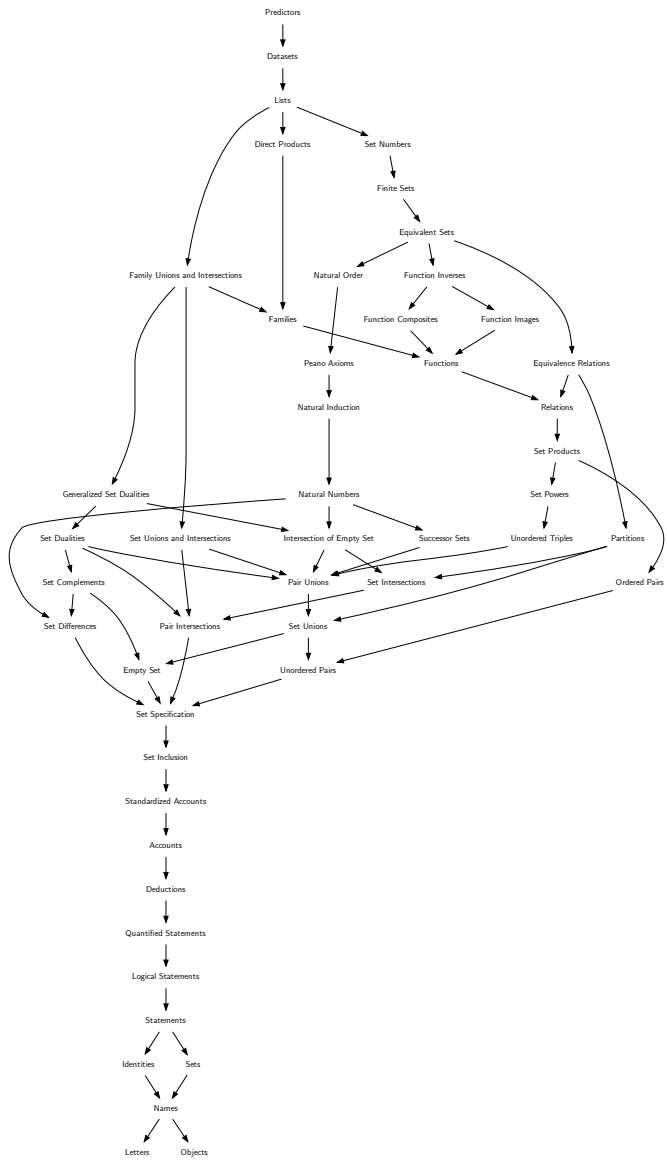 Predictors
Datasets
Lists
Direct Products
Set Numbers
Finite Sets
Equivalent Sets
Family Unions and Intersections
Natural Order
Function Inverses
Families
Function Composites
Function Images
Peano Axioms
Functions
Equivalence Relations
Natural Induction
Relations
Set Products
Generalized Set Dualities
Natural Numbers
Set Powers
Set Dualities
Set Unions and Intersections
Intersection of Empty Set
Successor Sets
Unordered Triples
Partitions
Set Complements
Pair Unions
Set Intersections
Ordered Pairs
Set Differences
Pair Intersections
Set Unions
Empty Set
Unordered Pairs
Set Specification
Set Inclusion
Standardized Accounts
Accounts
Deductions
Quantified Statements
Logical Statements
Statements
Identities
Sets
Names
Letters
Objects